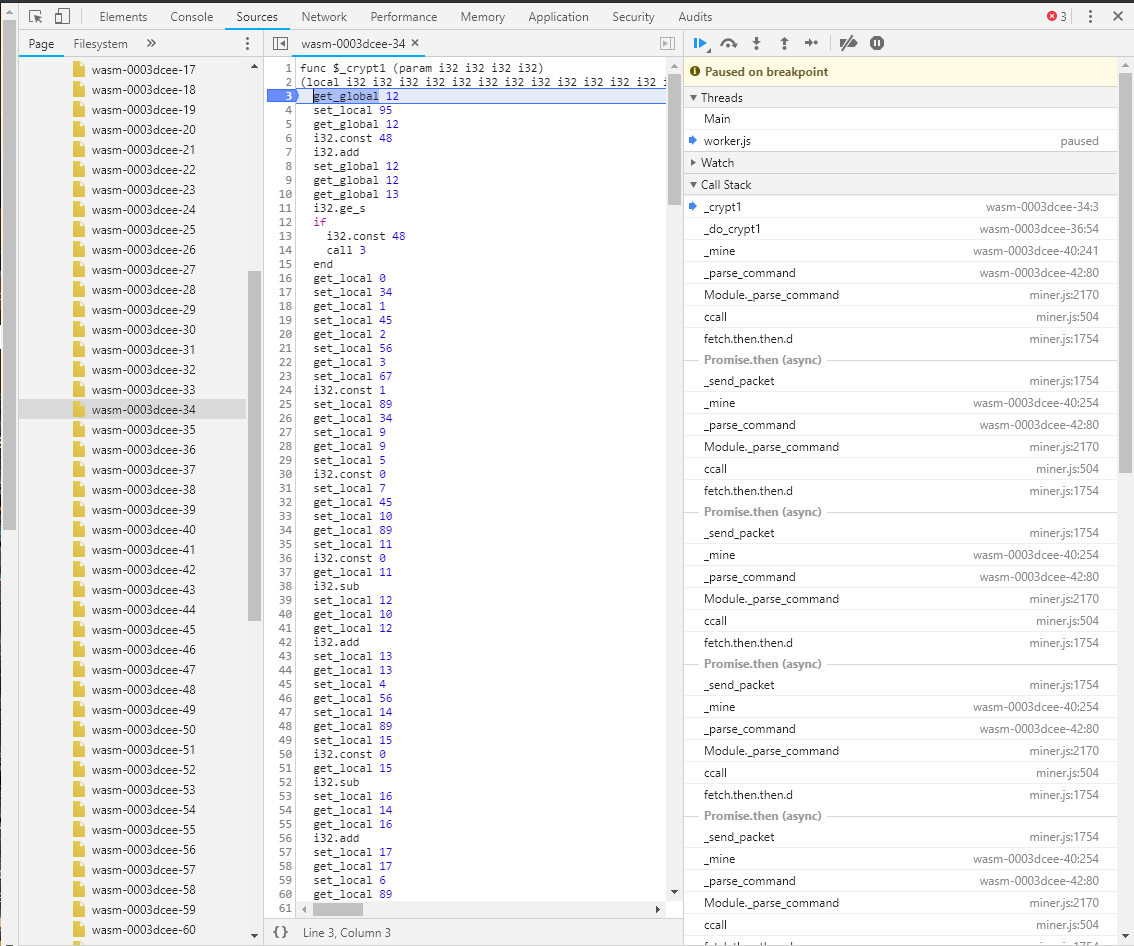 Elements Console Sources Network Performance Memory Application Security Audits 3
Page Filesystem »
wasm-0003dcee-34 ×
wasm-0003dcee-17
wasm-0003dcee-18
wasm-0003dcee-19
wasm-0003dcee-20
wasm-0003dcee-21
wasm-0003dcee-22
wasm-0003dcee-23
wasm-0003dcee-24
wasm-0003dcee-25
wasm-0003dcee-26
wasm-0003dcee-27
wasm-0003dcee-28
wasm-0003dcee-29
wasm-0003dcee-30
wasm-0003dcee-31
wasm-0003dcee-32
wasm-0003dcee-33
wasm-0003dcee-34
wasm-0003dcee-35
wasm-0003dcee-36
wasm-0003dcee-37
wasm-0003dcee-38
wasm-0003dcee-39
wasm-0003dcee-40
wasm-0003dcee-41
wasm-0003dcee-42
wasm-0003dcee-43
wasm-0003dcee-44
wasm-0003dcee-45
wasm-0003dcee-46
wasm-0003dcee-47
wasm-0003dcee-48
wasm-0003dcee-49
wasm-0003dcee-50
wasm-0003dcee-51
wasm-0003dcee-52
wasm-0003dcee-53
wasm-0003dcee-54
wasm-0003dcee-55
wasm-0003dcee-56
wasm-0003dcee-57
wasm-0003dcee-58
wasm-0003dcee-59
wasm-0003dcee-60
1 func $_crypt1 (param i32 i32 i32 i32)
2 (local i32 i32 i32 i32 i32 i32 i32 i32 i32 i32 i32 i32 i
3 get_global 12
4 set_local 95
5 get_global 12
6 i32.const 48
7 i32.add
8 set_global 12
9 get_global 12
10 get_global 13
11 i32.ge_s
12 if
13 i32.const 48
14 call 3
15 end
16 get_local 0
17 set_local 34
18 get_local 1
19 set_local 45
20 get_local 2
21 set_local 56
22 get_local 3
23 set_local 67
24 i32.const 1
25 set_local 89
26 get_local 34
27 set_local 9
28 get_local 9
29 set_local 5
30 i32.const 0
31 set_local 7
32 get_local 45
33 set_local 10
34 get_local 89
35 set_local 11
36 i32.const 0
37 get_local 11
38 i32.sub
39 set_local 12
40 get_local 10
41 get_local 12
42 i32.add
43 set_local 13
44 get_local 13
45 set_local 4
46 get_local 56
47 set_local 14
48 get_local 89
49 set_local 15
50 i32.const 0
51 get_local 15
52 i32.sub
53 set_local 16
54 get_local 14
55 get_local 16
56 i32.add
57 set_local 17
58 get_local 17
59 set_local 6
60 get_local 89
61
{} Line 3, Column 3
Paused on breakpoint
Threads
Main
worker.js paused
Watch
Call Stack
_crypt1 wasm-0003dcee-34:3
_do_crypt1 wasm-0003dcee-36:54
_mine wasm-0003dcee-40:241
_parse_command wasm-0003dcee-42:80
Module._parse_command miner.js:2170
ccall miner.js:504
fetch.then.then.d miner.js:1754
Promise.then (async)
_send_packet miner.js:1754
_mine wasm-0003dcee-40:254
_parse_command wasm-0003dcee-42:80
Module._parse_command miner.js:2170
ccall miner.js:504
fetch.then.then.d miner.js:1754
Promise.then (async)
_send_packet miner.js:1754
_mine wasm-0003dcee-40:254
_parse_command wasm-0003dcee-42:80
Module._parse_command miner.js:2170
ccall miner.js:504
fetch.then.then.d miner.js:1754
Promise.then (async)
_send_packet miner.js:1754
_mine wasm-0003dcee-40:254
_parse_command wasm-0003dcee-42:80
Module._parse_command miner.js:2170
ccall miner.js:504
fetch.then.then.d miner.js:1754
Promise.then (async)
_send_packet miner.js:1754
_mine wasm-0003dcee-40:254
_parse_command wasm-0003dcee-42:80
Module._parse_command miner.js:2170
ccall miner.js:504